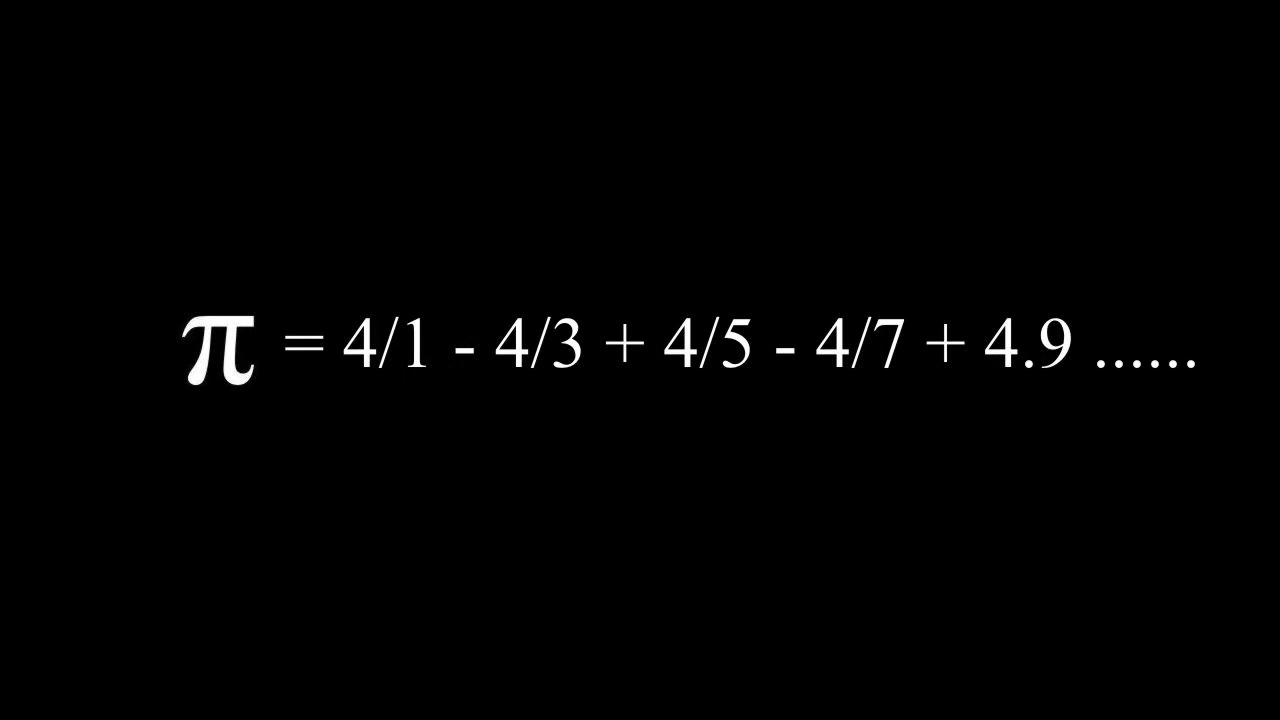 π = 4/1 - 4/3 + 4/5 - 4/7 + 4.9 ......